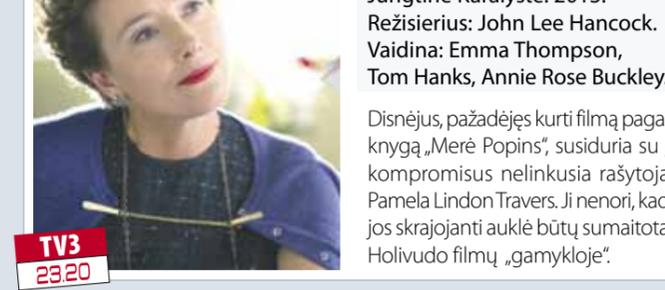 Jungtinė Karalystė. 2013.
Režisierius: John Lee Hancock.
Vaidina: Emma Thompson,
Tom Hanks, Annie Rose Buckley.
Disnėjus, pažadėjęs kurti filmą paga
knygą „Merė Popins“, susiduria su
kompromisus nelinkusia rašytoja
Pamela Lindon Travers. Ji nenori, kad
jos skrajojanti auklė būtų sumaitota
Holivudo filmų „gamykloje“.
TV3
23.20